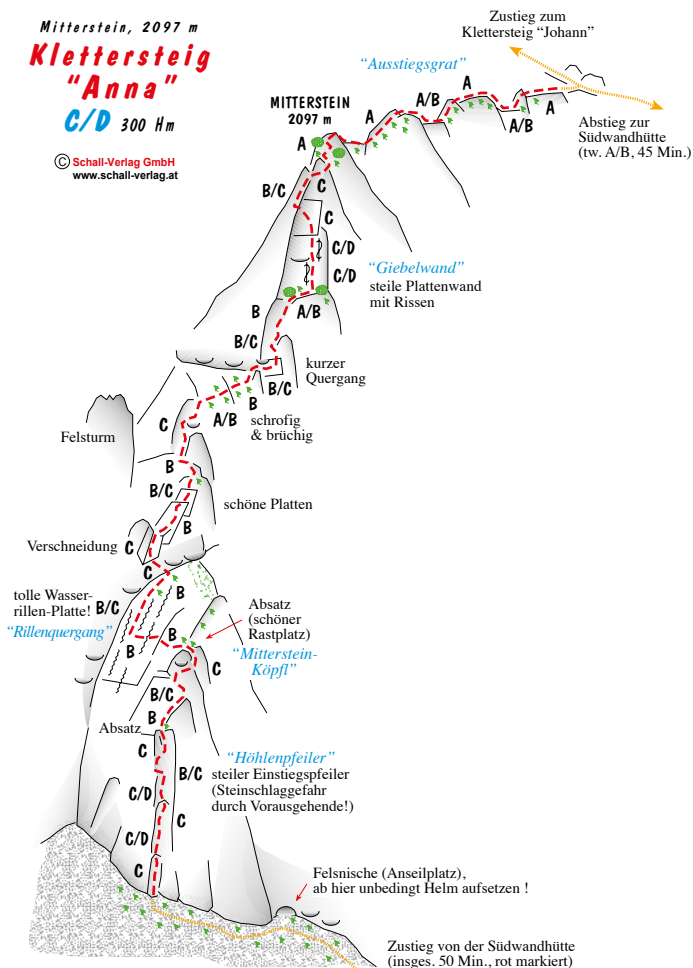 Mitterstein, 2097 m
Klettersteig
"Anna"
C/D 300 Hm
© Schall-Verlag GmbH
www.schall-verlag.at
Zustieg zum
Klettersteig "Johann"
"Ausstiegsgrat"
A
A/B
A
MITTERSTEIN
2097 m
A
A/B
A
Abstieg zur
Südwandhütte
(tw. A/B, 45 Min.)
B/C
C
C
C/D
C/D
"Giebelwand"
steile Plattenwand
mit Rissen
B
A/B
B/C
kurzer
Quergang
B/C
B
A/B
C
schrofig
& brüchig
Felsturm
B
B/C
schöne Platten
B
Verschneidung
C
C
tolle Wasser-
rillen-Platte!
B/C
B
"Rillenquergang"
B
B
Absatz
(schöner
Rastplatz)
"Mitterstein-
Köpfl"
C
B/C
B
Absatz
C
"Höhlenpfeiler"
steiler Einstiegspfeiler
(Steinschlaggefahr
durch Vorausgehende!)
B/C
C/D
C
C/D
C
Felsnische (Anseilplatz),
ab hier unbedingt Helm aufsetzen !
Zustieg von der Südwandhütte
(insges. 50 Min., rot markiert)